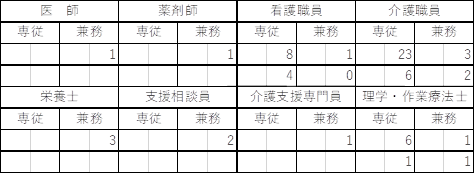 医　師 薬剤師 看護職員 介護職員
専従 兼務 専従 兼務 専従 兼務 専従 兼務
1 1 8 1 23 3
4 0 6 2
栄養士 支援相談員 介護支援専門員 理学・作業療法士
専従 兼務 専従 兼務 専従 兼務 専従 兼務
3 2 1 6 1
1 1